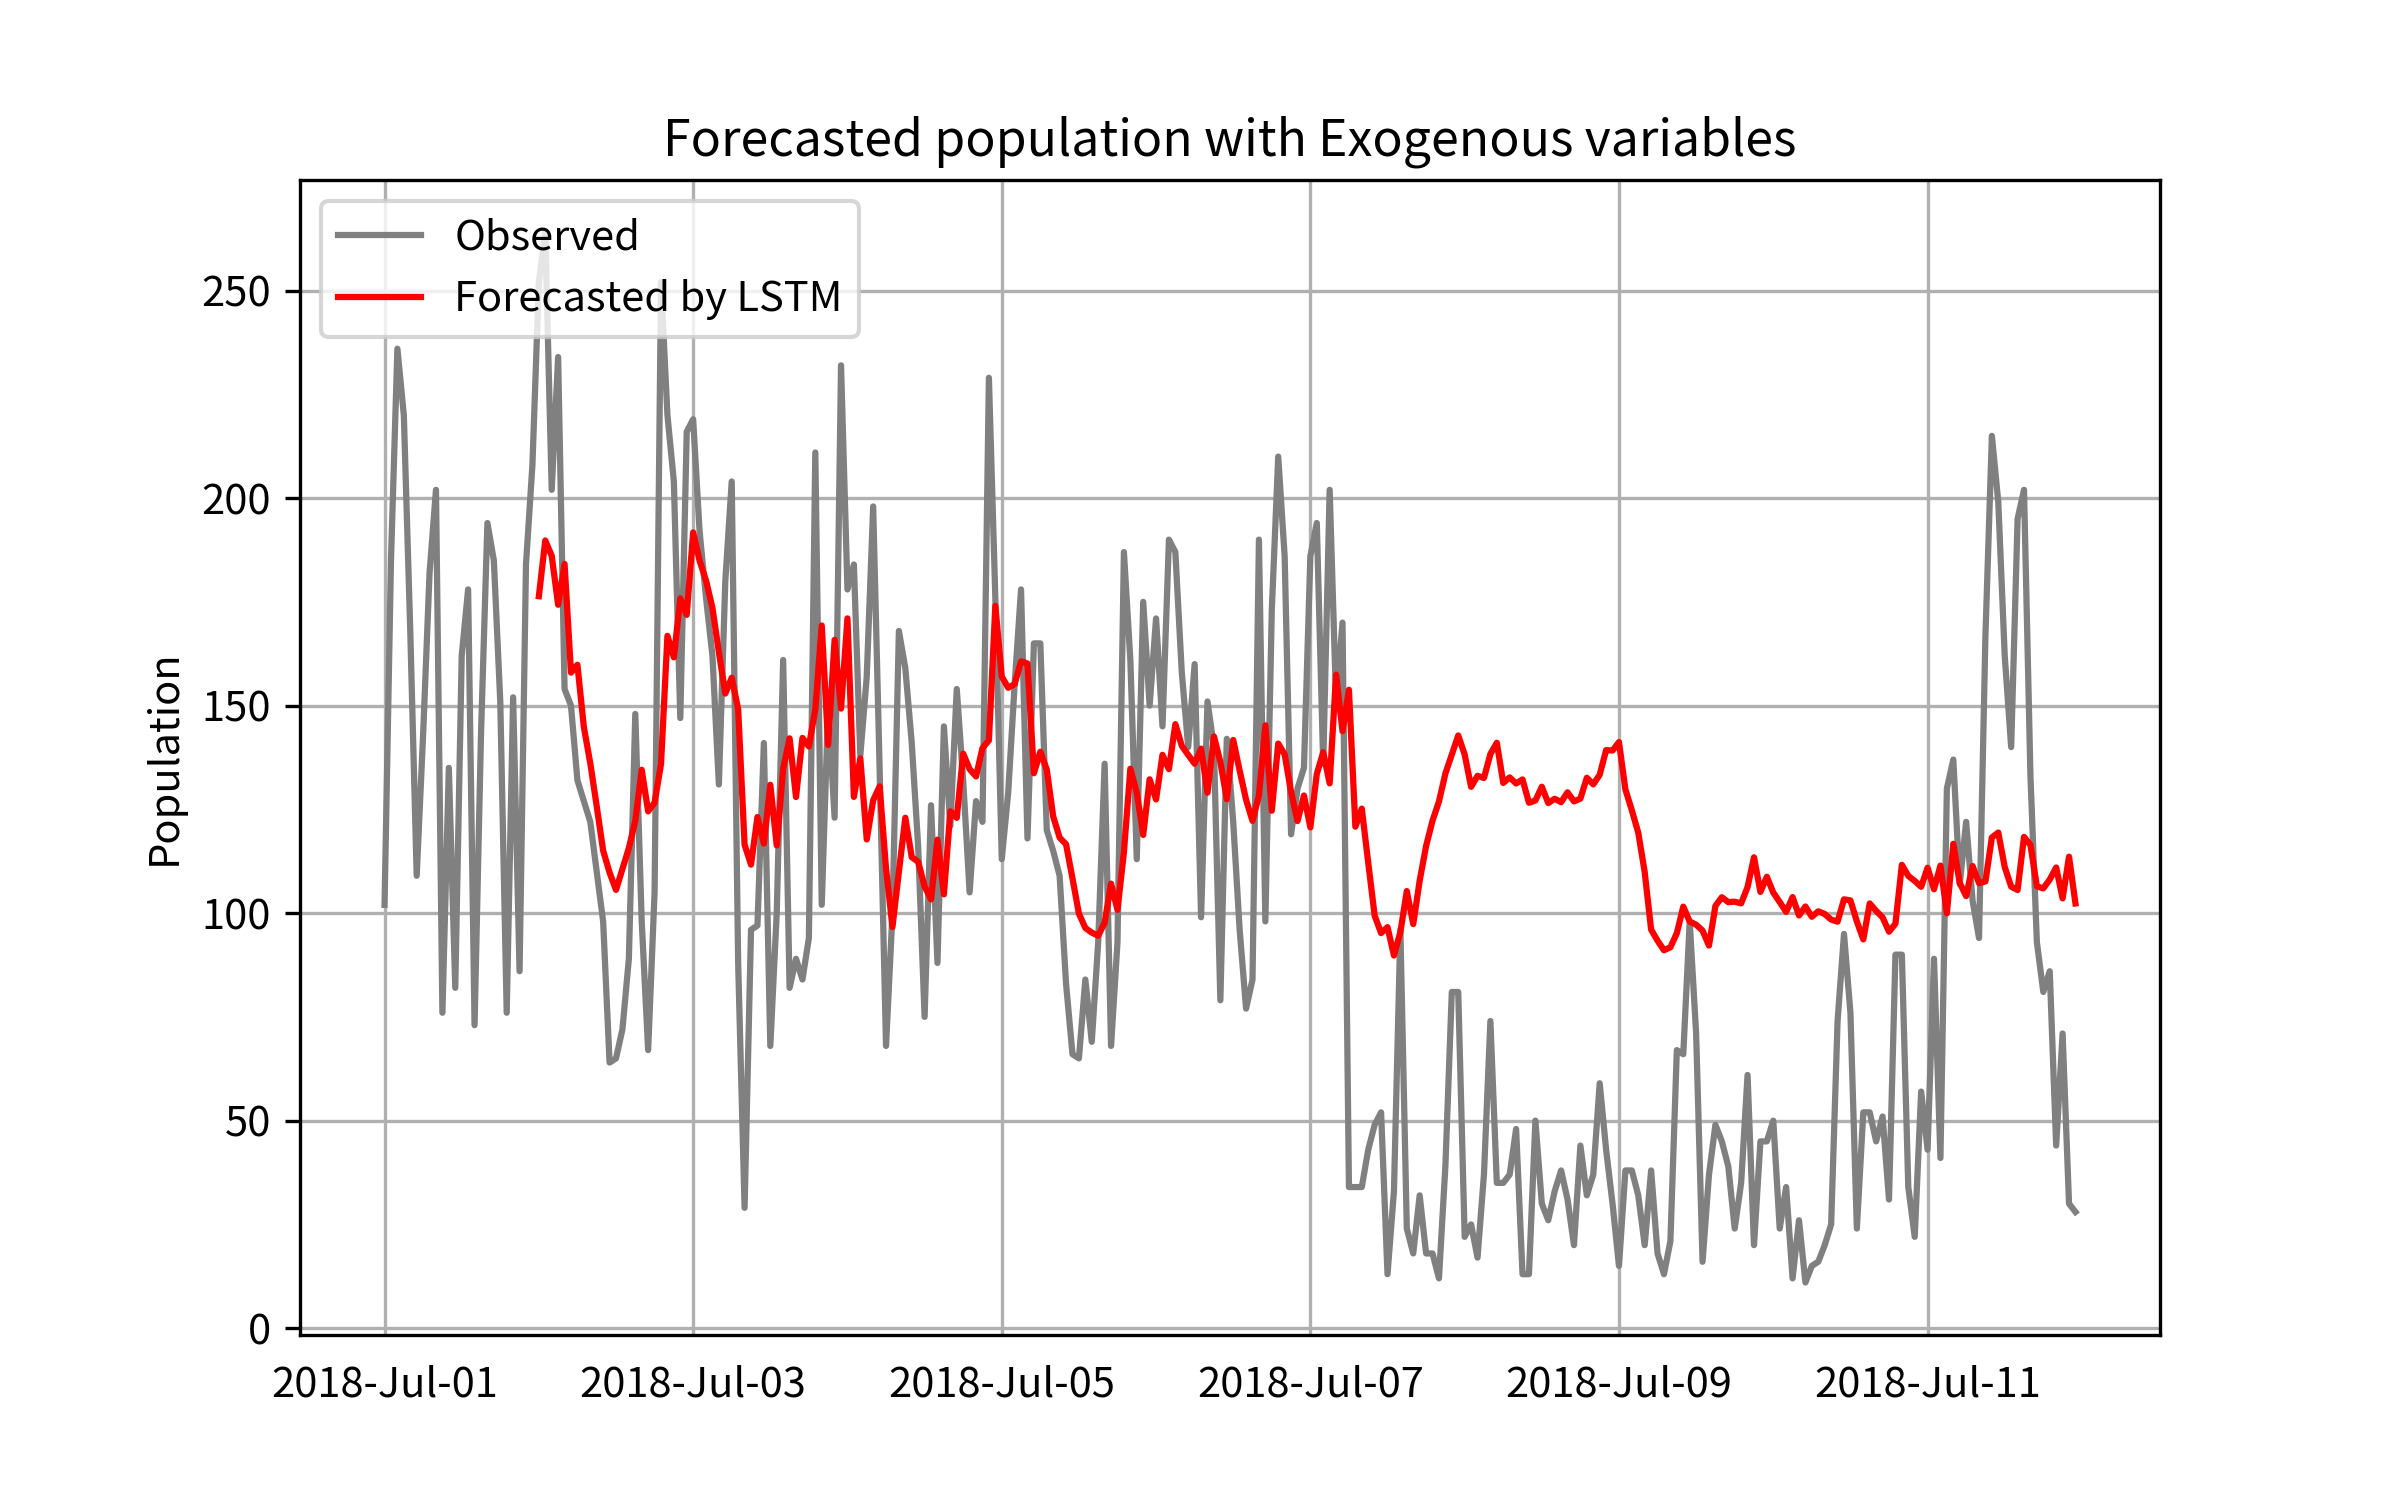 Forecasted population with Exogenous variables
Observed
Forecasted by LSTM
Population
250
200
150
100
50
0
2018-Jul-01 2018-Jul-03 2018-Jul-05 2018-Jul-07 2018-Jul-09 2018-Jul-11